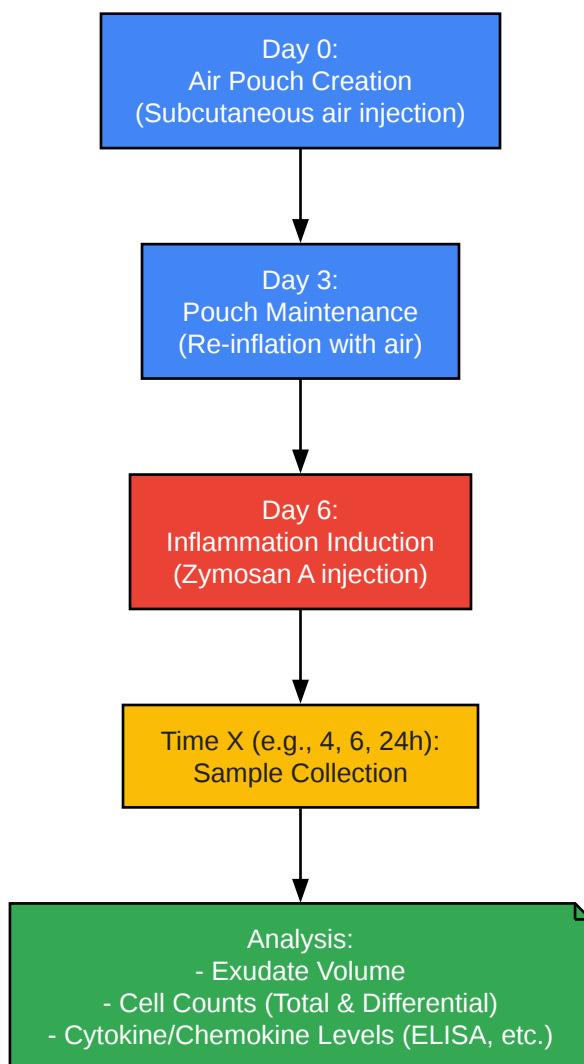 Day 0:
Air Pouch Creation
(Subcutaneous air injection)
Day 3:
Pouch Maintenance
(Re-inflation with air)
Day 6:
Inflammation Induction
(Zymosan A injection)
Time X (e.g., 4, 6, 24h):
Sample Collection
Analysis:
- Exudate Volume
- Cell Counts (Total & Differential)
- Cytokine/Chemokine Levels (ELISA, etc.)